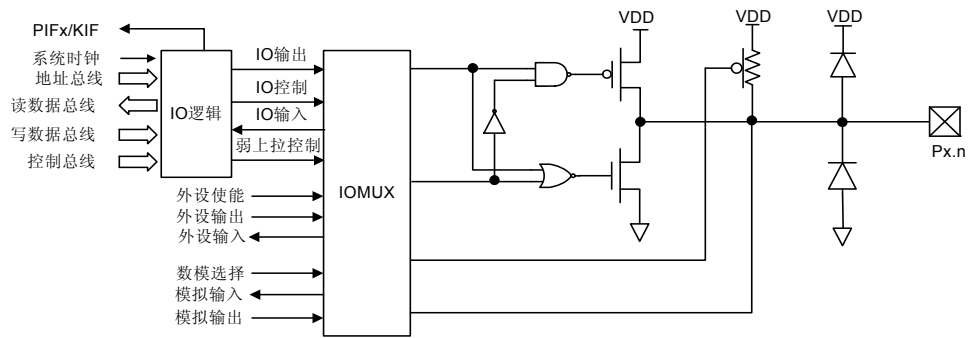 VDD
VDD
VDD
PIFx/KIF
系统时钟
地址总线
读数据总线
写数据总线
控制总线
IO逻辑
IO输出
IO控制
IO输入
弱上拉控制
IOMUX
外设使能
外设输出
外设输入
数模选择
模拟输入
模拟输出
Px.n